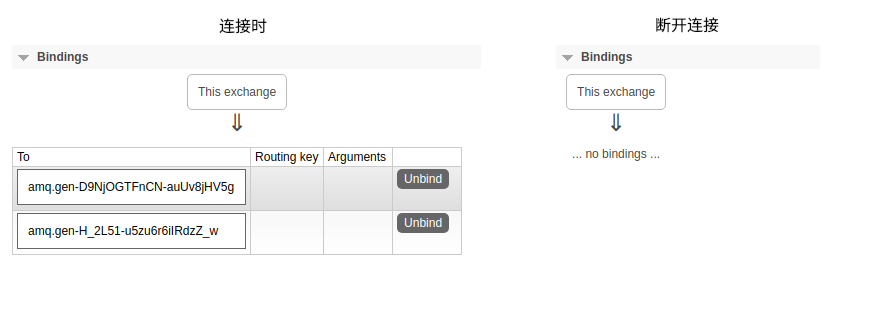 连接时
Bindings
This exchange
⇓
To Routing key Arguments
amq.gen-D9NjOGTFnCN-auUv8jHV5g Unbind
amq.gen-H_2L51-u5zu6r6iIRdzZ_w Unbind
断开连接
Bindings
This exchange
⇓
... no bindings ...